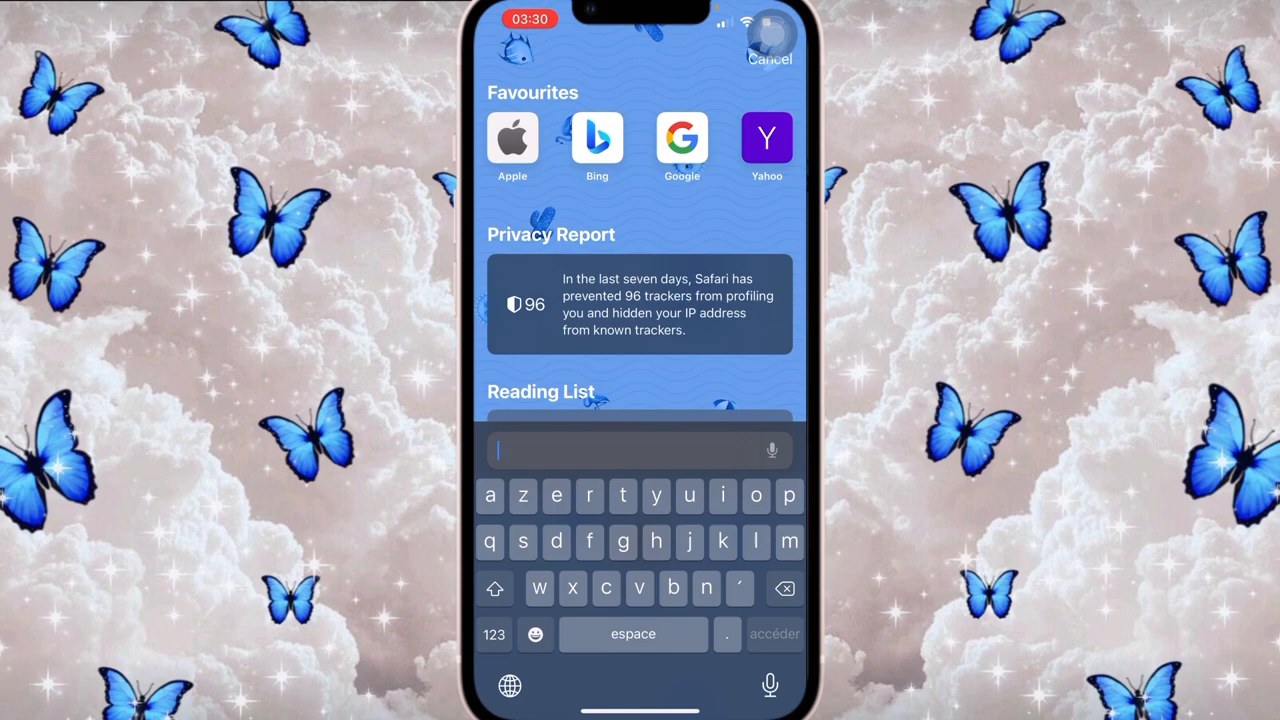 03:30
Cancel
Favourites
Apple Bing Google Yahoo
Privacy Report
96
In the last seven days, Safari has
prevented 96 trackers from profiling
you and hidden your IP address
from known trackers.
Reading List
a z e r t y u i o p
q s d f g h j k l m
w x c v b n ´
123 espace . accéder